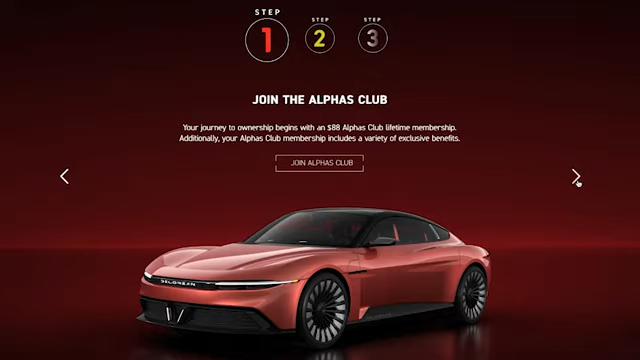 STEP STEP STEP
1 2 3
JOIN THE ALPHAS CLUB
Your journey to ownership begins with an $88 Alphas Club lifetime membership.
Additionally, your Alphas Club membership includes a variety of exclusive benefits.
JOIN ALPHAS CLUB
DELOREAN